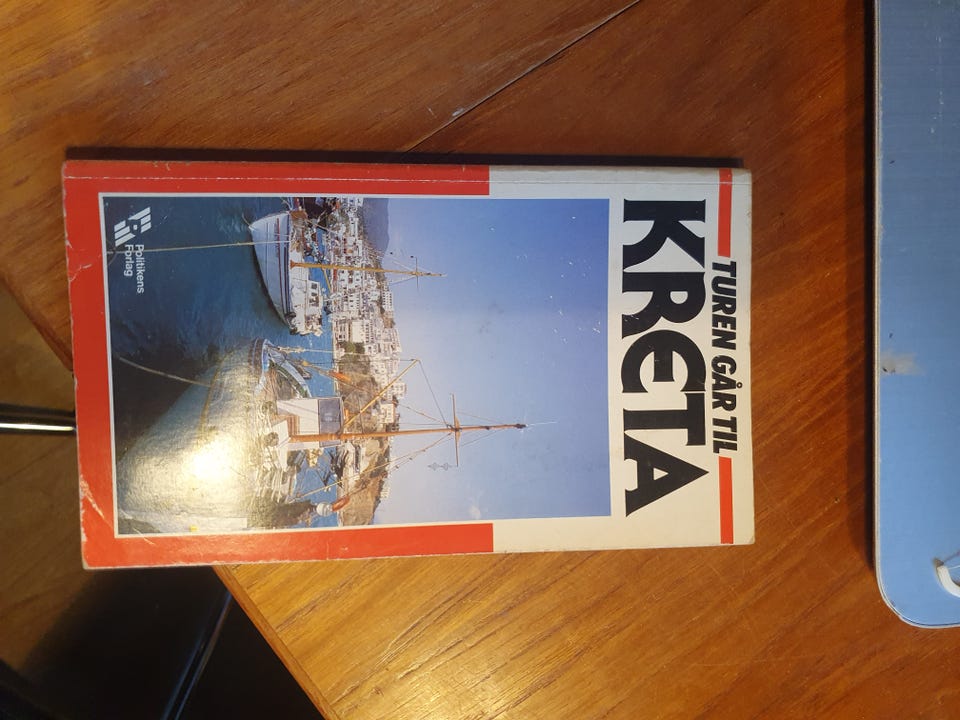 TUREN GÅR TIL
KRETA
Politikens
Forlag